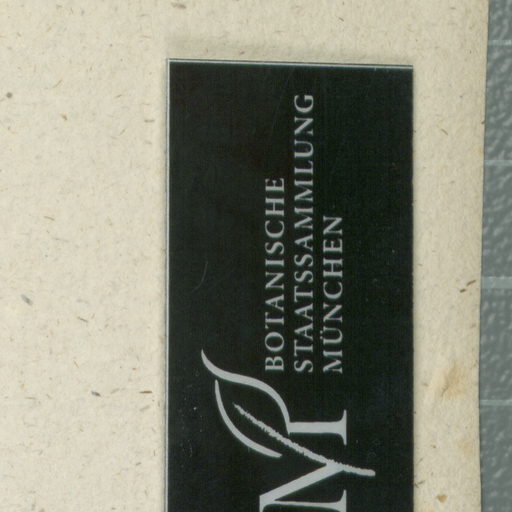 BOTANISCHE
STAATSSAMMLUNG
MÜNCHEN
M